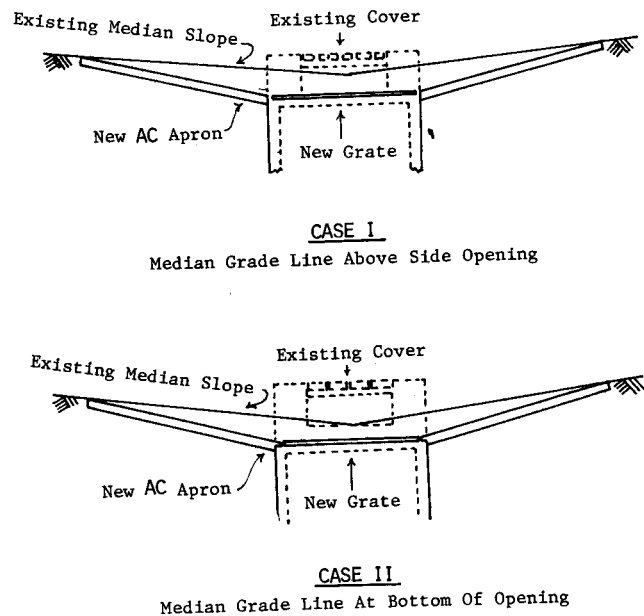 Existing Cover
Existing Median Slope
New AC Apron
New Grate
CASE I
Median Grade Line Above Side Opening
Existing Cover
Existing Median Slope
New AC Apron
New Grate
CASE II
Median Grade Line At Bottom Of Opening